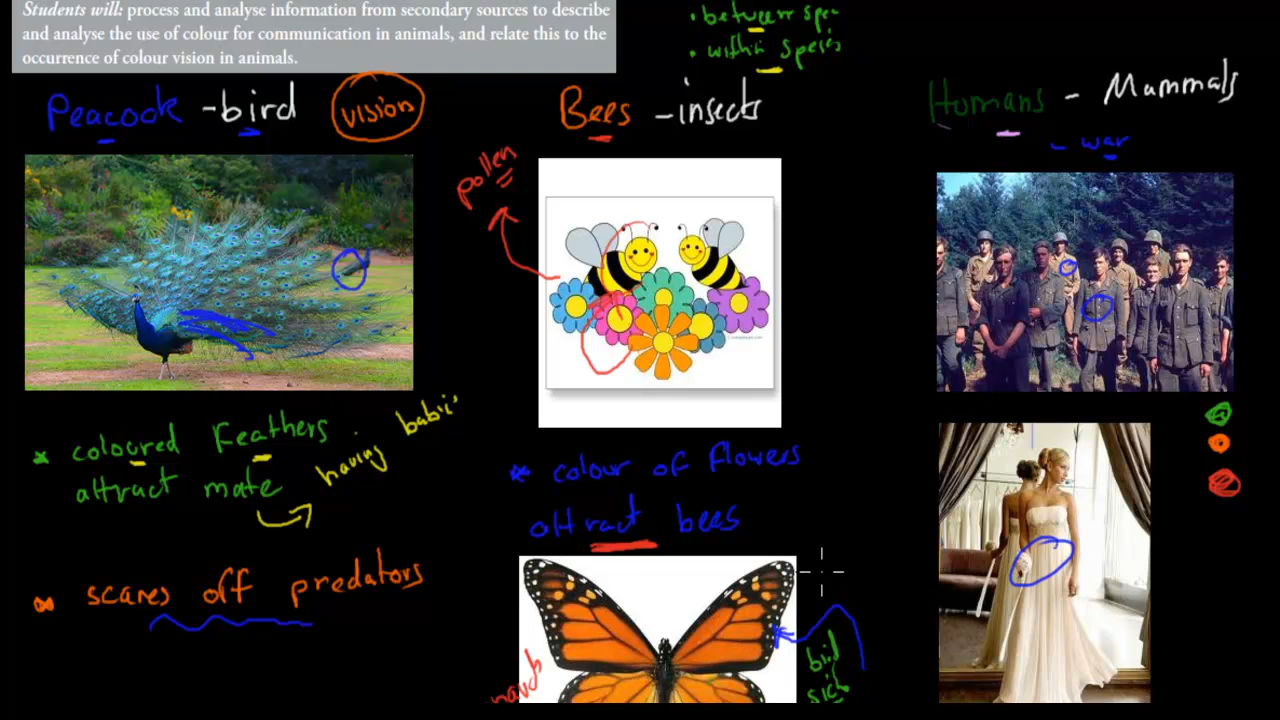 Students will: process and analyse information from secondary sources to describe
and analyse the use of colour for communication in animals, and relate this to the
occurrence of colour vision in animals.
• between spe
• within species
Peacock - bird
vision
Bees - insects
Humans - Mammals
- war
pollen
* coloured Feathers
attract mate
having babi
* scares off predators
* colour of flowers
attract bees
bird
sick